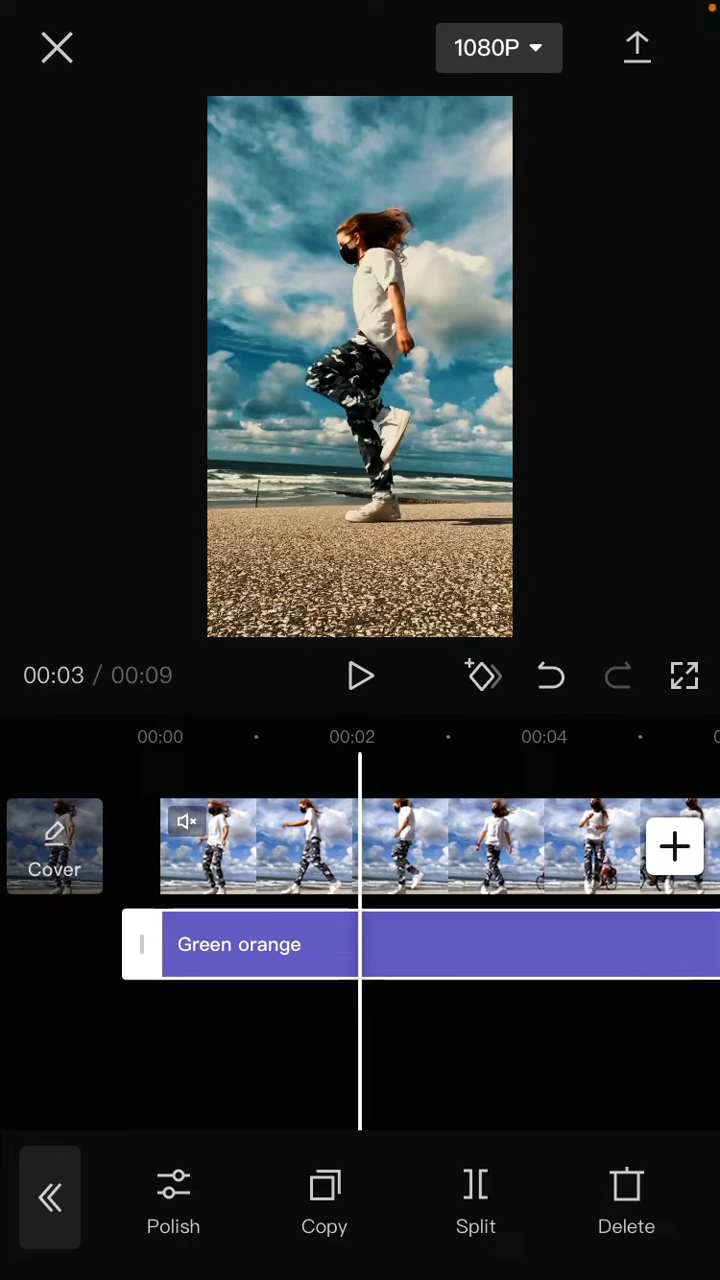 1080P
00:03 / 00:09
00:00 00:02 00:04
Cover
Green orange
Polish Copy Split Delete